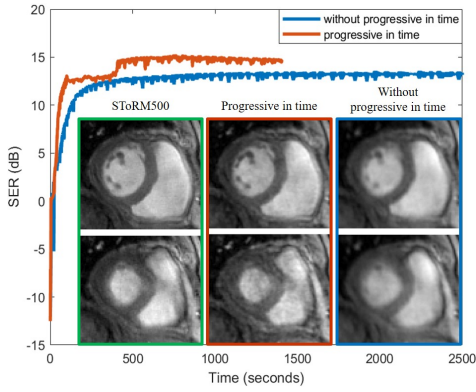 20
15
10
5
0
-5
-10
-15
SER (dB)
without progressive in time
progressive in time
SToRM500
Progressive in time
Without
progressive in time
0
500
1000
1500
2000
2500
Time (seconds)